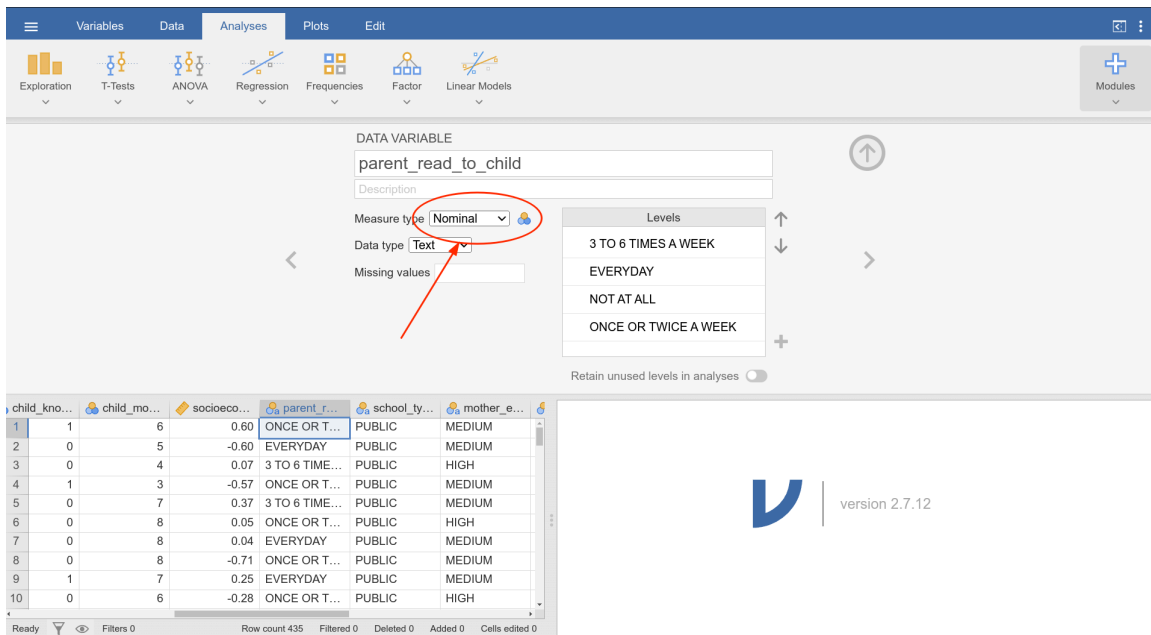 Variables Data Analyses Plots Edit
Exploration T-Tests ANOVA Regression Frequencies Factor Linear Models Modules
DATA VARIABLE
parent_read_to_child
Description
Measure type Nominal
Data type Text
Missing values
Levels
3 TO 6 TIMES A WEEK
EVERYDAY
NOT AT ALL
ONCE OR TWICE A WEEK
Retain unused levels in analyses
child_kno... child_mo... socioeco... parent_r... school_ty... mother_e...
1 1 6 0.60 ONCE OR T... PUBLIC MEDIUM
2 0 5 -0.60 EVERYDAY PUBLIC MEDIUM
3 0 4 0.07 3 TO 6 TIME... PUBLIC HIGH
4 1 3 -0.57 ONCE OR T... PUBLIC MEDIUM
5 0 7 0.37 3 TO 6 TIME... PUBLIC MEDIUM
6 0 8 0.05 ONCE OR T... PUBLIC HIGH
7 0 8 0.04 EVERYDAY PUBLIC MEDIUM
8 0 8 -0.71 ONCE OR T... PUBLIC MEDIUM
9 1 7 0.25 EVERYDAY PUBLIC MEDIUM
10 0 6 -0.28 ONCE OR T... PUBLIC HIGH
Ready Filters 0 Row count 435 Filtered 0 Deleted 0 Added 0 Cells edited 0
version 2.7.12